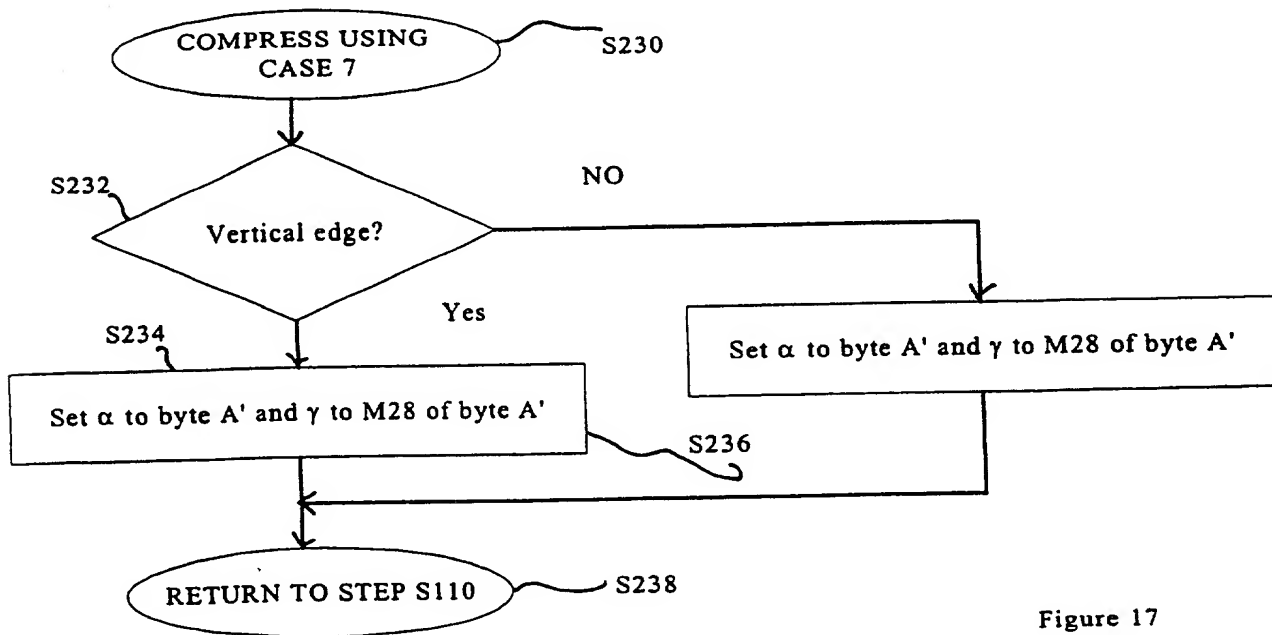 COMPRESS USING
CASE 7
S230
S232
Vertical edge?
NO
Yes
S234
Set α to byte A' and γ to M28 of byte A'
Set α to byte A' and γ to M28 of byte A'
S236
RETURN TO STEP S110
S238
Figure 17